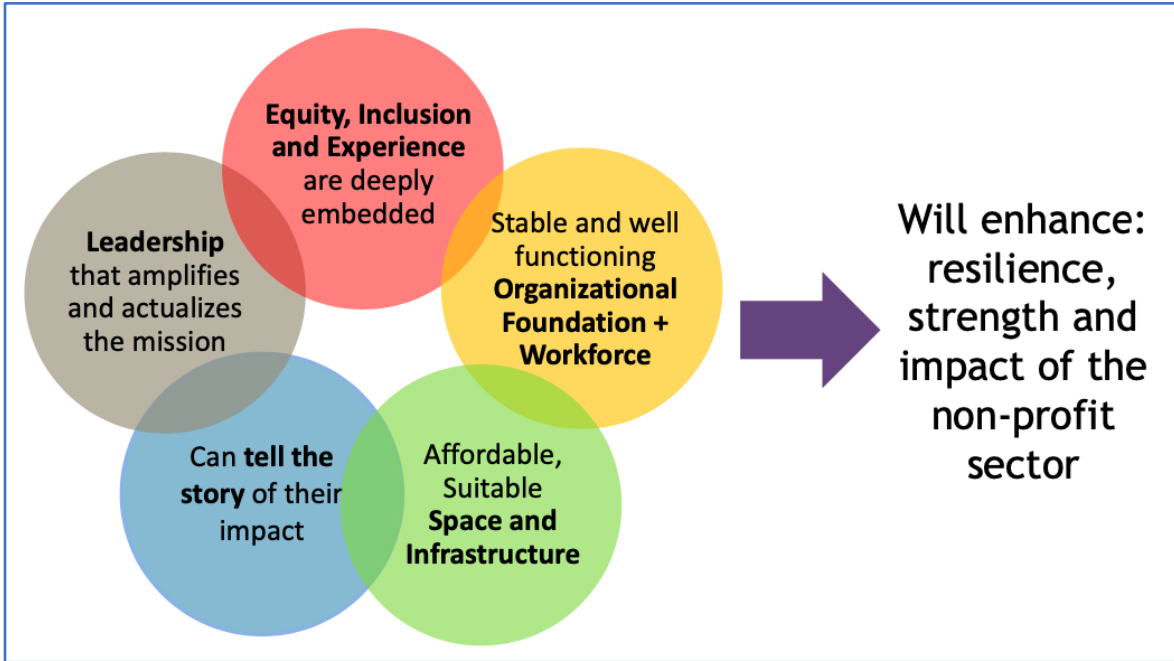 Equity, Inclusion
and Experience
are deeply
embedded
Stable and well
functioning
Organizational
Foundation +
Workforce
Affordable,
Suitable
Space and
Infrastructure
Can tell the
story of their
impact
Leadership
that amplifies
and actualizes
the mission
Will enhance:
resilience,
strength and
impact of the
non-profit
sector